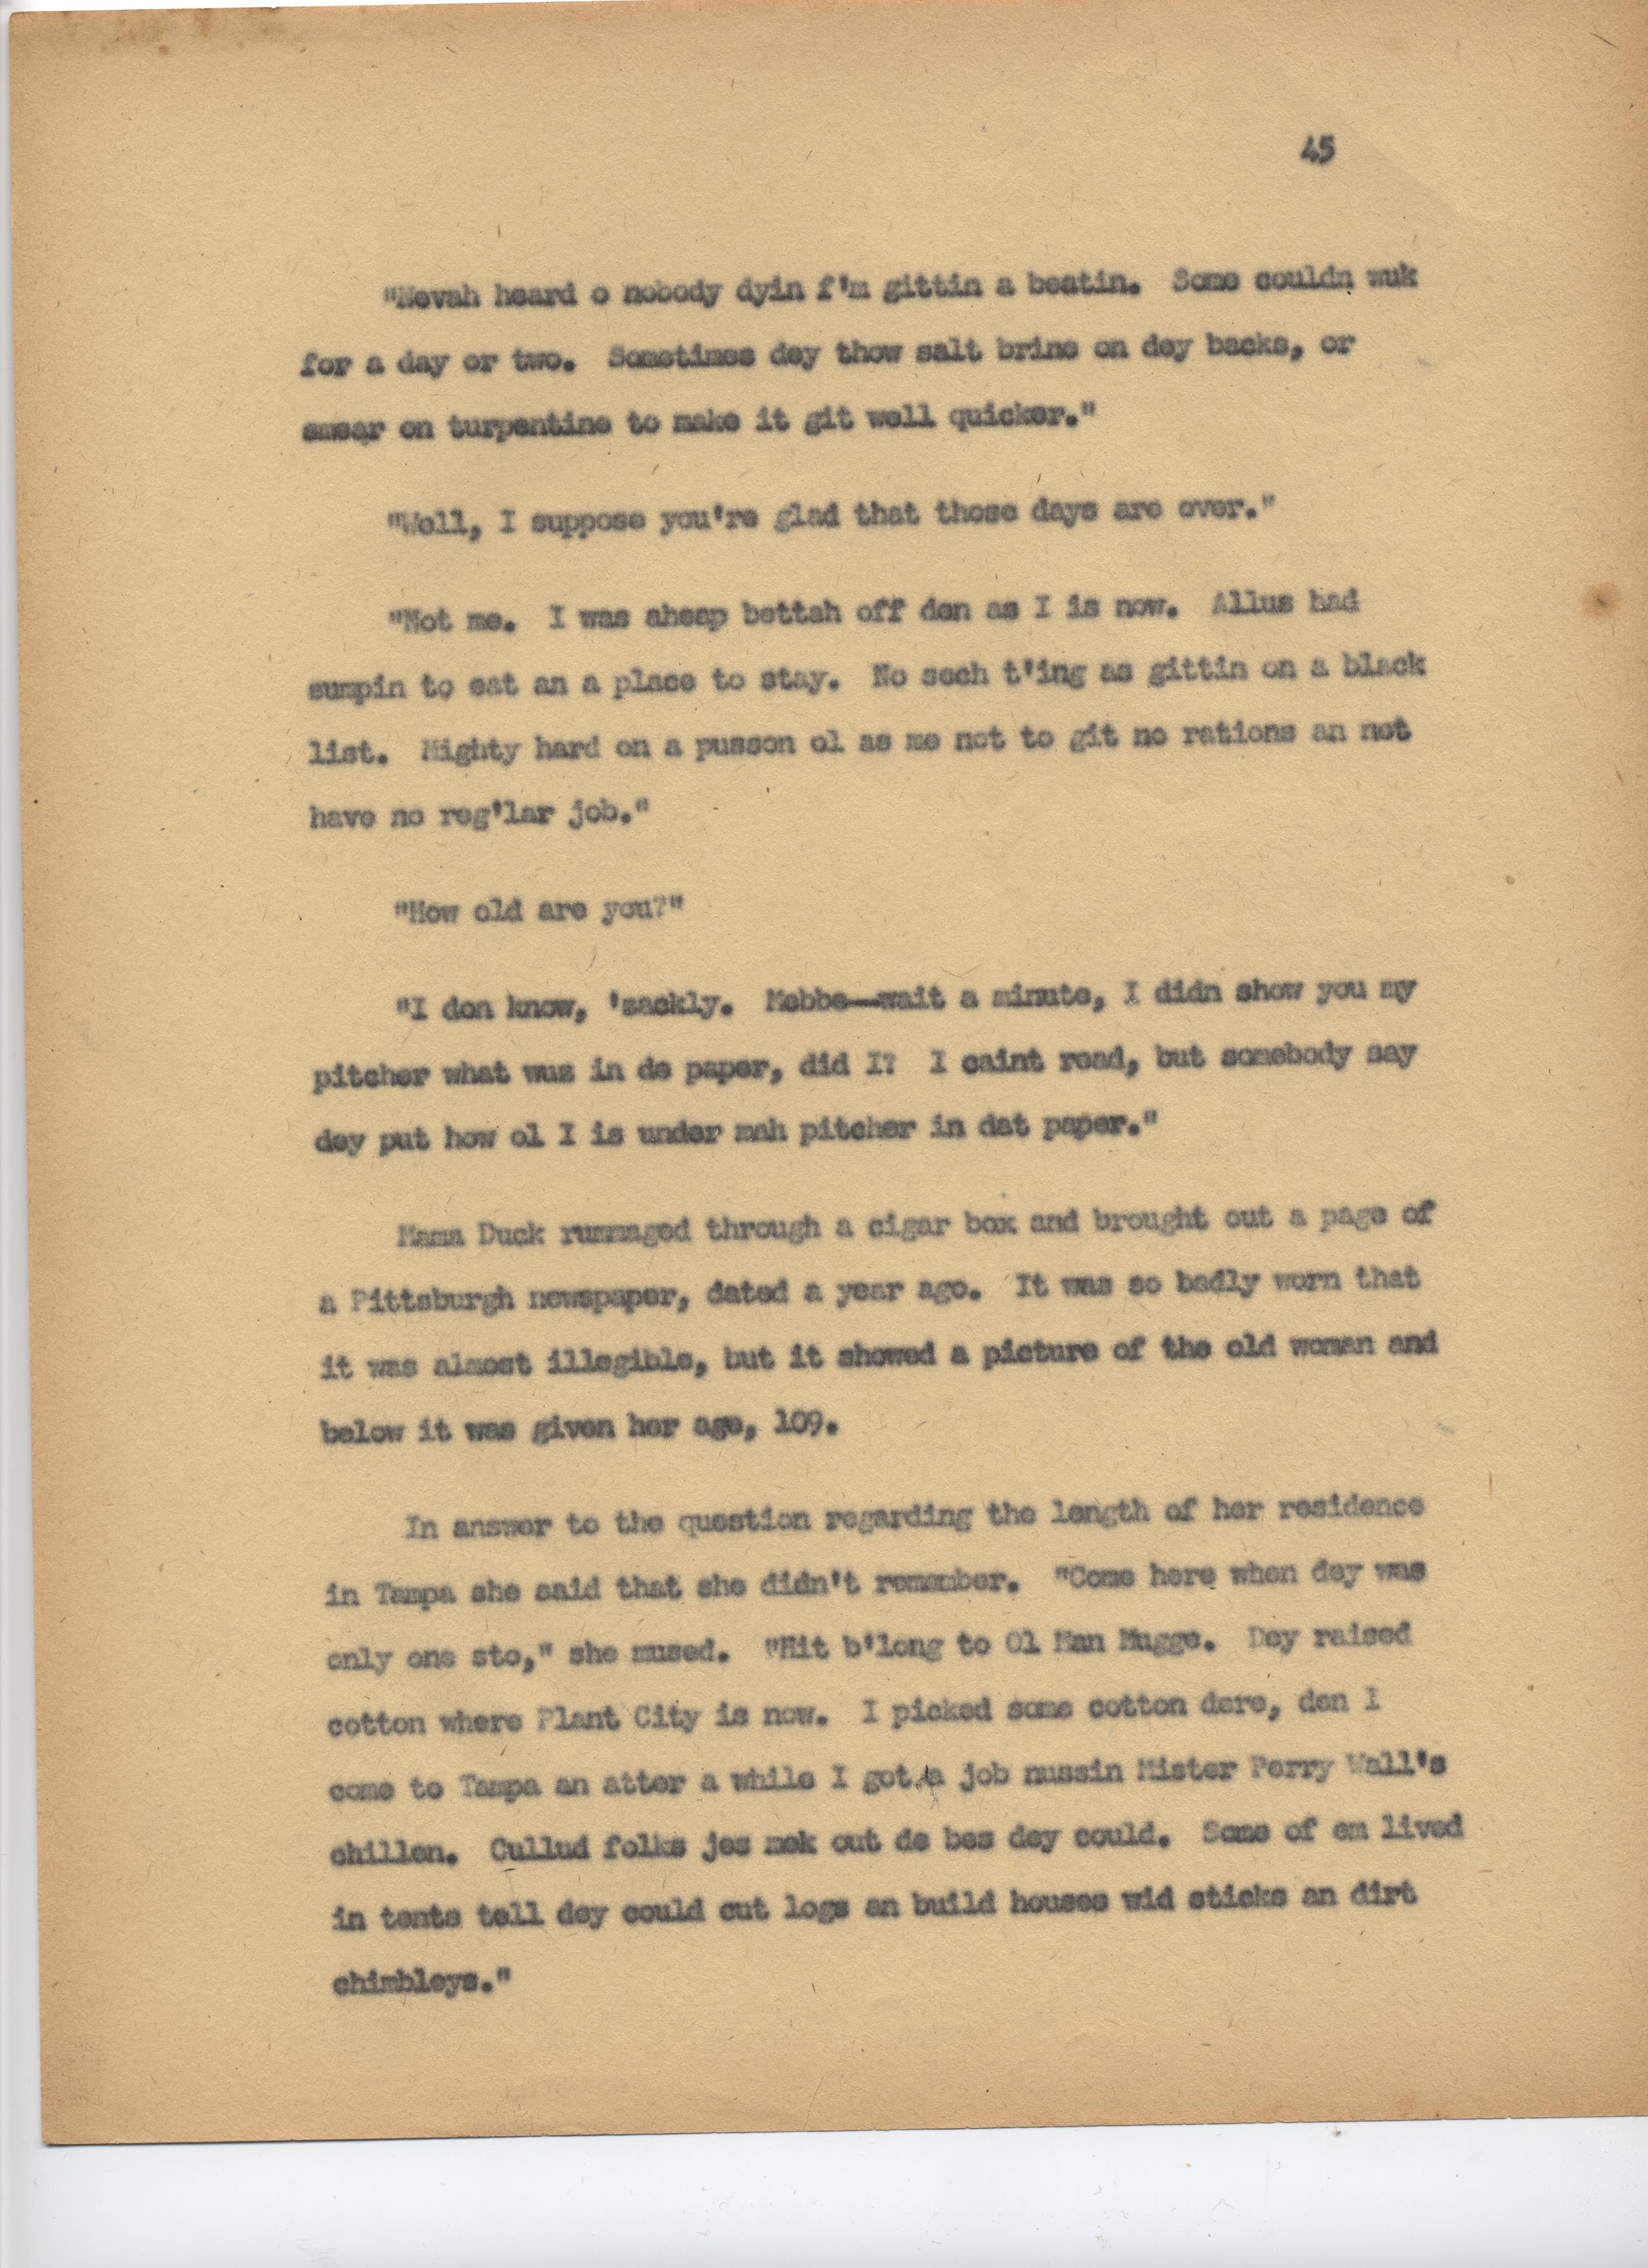 45
"Nevah heard o nobody dyin f'm gittin a beatin. Some couldn wuk
for a day or two. Sometimes dey thow salt brine on dey backs, or
smear on turpentine to make it git well quicker."
"Well, I suppose you're glad that those days are over."
"Not me. I was aheap bettah off den as I is now. Allus had
sumpin to eat an a place to stay. No sech t'ing as gittin on a black
list. Mighty hard on a pusson ol as me not to git no rations an not
have no reg'lar job."
"How old are you?"
"I don know, 'zackly. Mebbe—wait a minute, I didn show you my
pitcher what wuz in de paper, did I? I caint read, but somebody say
dey put how ol I is under mah pitcher in dat paper."
Mama Duck rummaged through a cigar box and brought out a page of
a Pittsburgh newspaper, dated a year ago. It was so badly worn that
it was almost illegible, but it showed a picture of the old woman and
below it was given her age, 109.
In answer to the question regarding the length of her residence
in Tampa she said that she didn't remember. "Come here when dey was
only one sto," she mused. "Hit b'long to Ol Man Mugge. Dey raised
cotton where Plant City is now. I picked some cotton dere, den I
come to Tampa an atter a while I got a job nussin Mister Perry Wall's
chillen. Cullud folks jes mek out de bes dey could. Some of em lived
in tents tell dey could cut logs an build houses wid sticks an dirt
chimbleys."